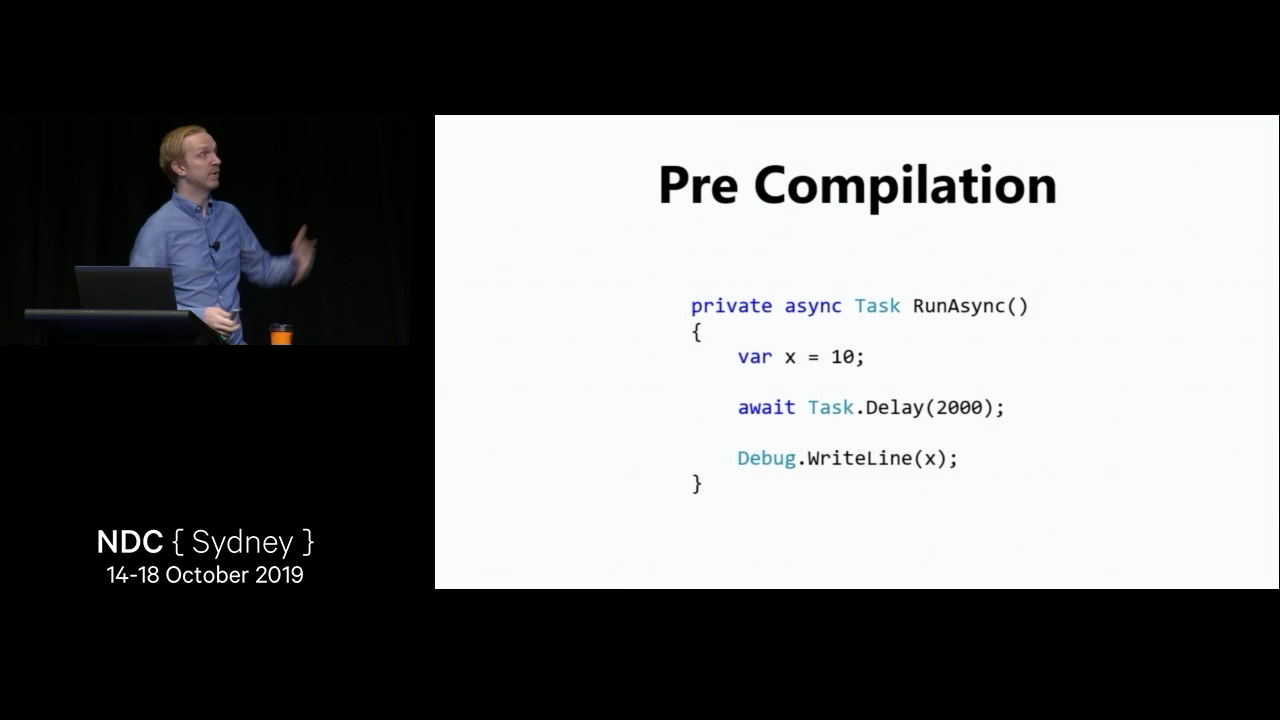 Pre Compilation
private async Task RunAsync()
{
    var x = 10;
    await Task.Delay(2000);
    Debug.WriteLine(x);
}
NDC { Sydney }
14-18 October 2019